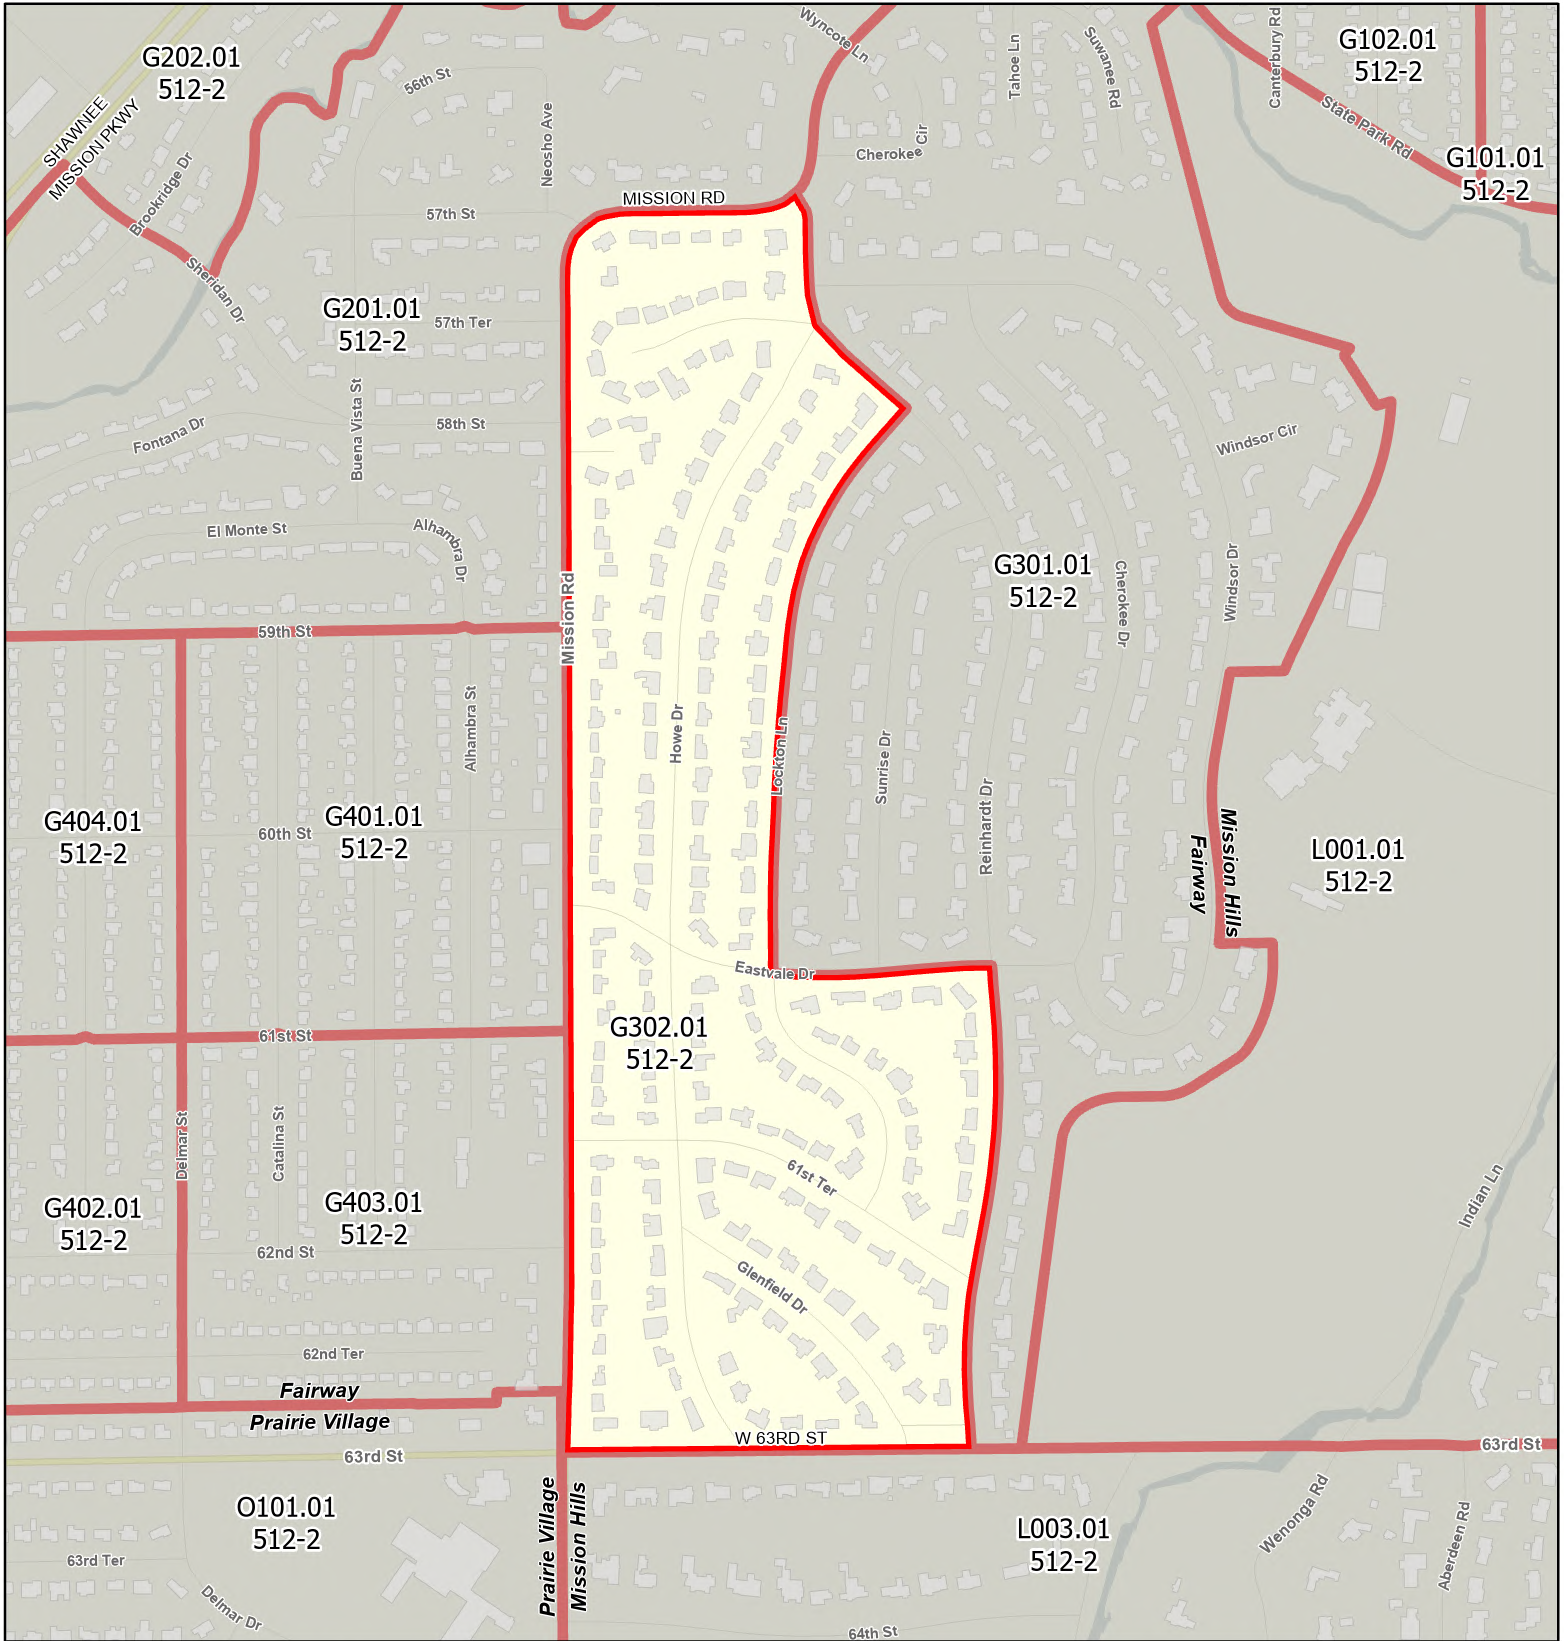 G202.01
512-2
SHAWNEE
MISSION PKWY
56th St
Neosho Ave
Wyncote Ln
Tahoe Ln
Suwanee Rd
Canterbury Rd
G102.01
512-2
State Park Rd
G101.01
512-2
Cherokee Cir
Brookridge Dr
MISSION RD
57th St
Sheridan Dr
G201.01
512-2
57th Ter
Buena Vista St
58th St
Fontana Dr
Windsor Cir
El Monte St
Alhambra Dr
G301.01
512-2
Cherokee Dr
Windsor Dr
Mission Rd
59th St
Alhambra St
Howe Dr
Lockton Ln
Sunrise Dr
Reinhardt Dr
G404.01
512-2
G401.01
512-2
60th St
Mission Hills
Fairway
L001.01
512-2
Eastvale Dr
G302.01
512-2
61st St
Delmar St
Catalina St
61st Ter
G402.01
512-2
G403.01
512-2
62nd St
Indian Ln
Glenfield Dr
62nd Ter
Fairway
Prairie Village
W 63RD ST
63rd St
63rd St
O101.01
512-2
Prairie Village
Mission Hills
L003.01
512-2
Wenonga Rd
Aberdeen Rd
63rd Ter
Delmar Dr
64th St